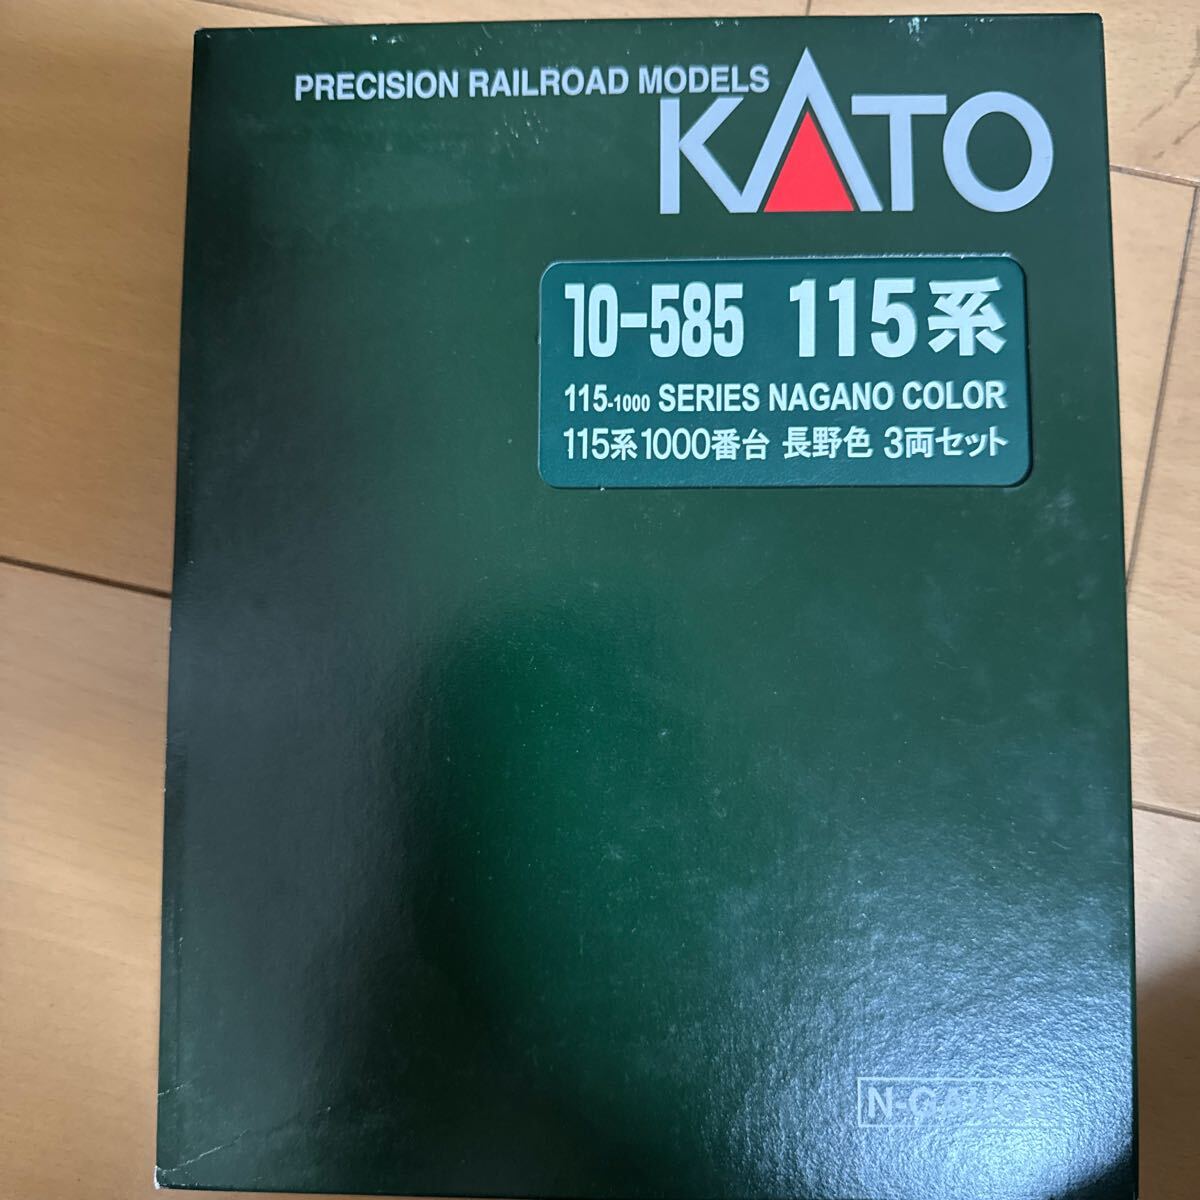 PRECISION RAILROAD MODELS
KATO
10-585 115系
115-1000 SERIES NAGANO COLOR
115系1000番台 長野色 3両セット
N-GAUGE